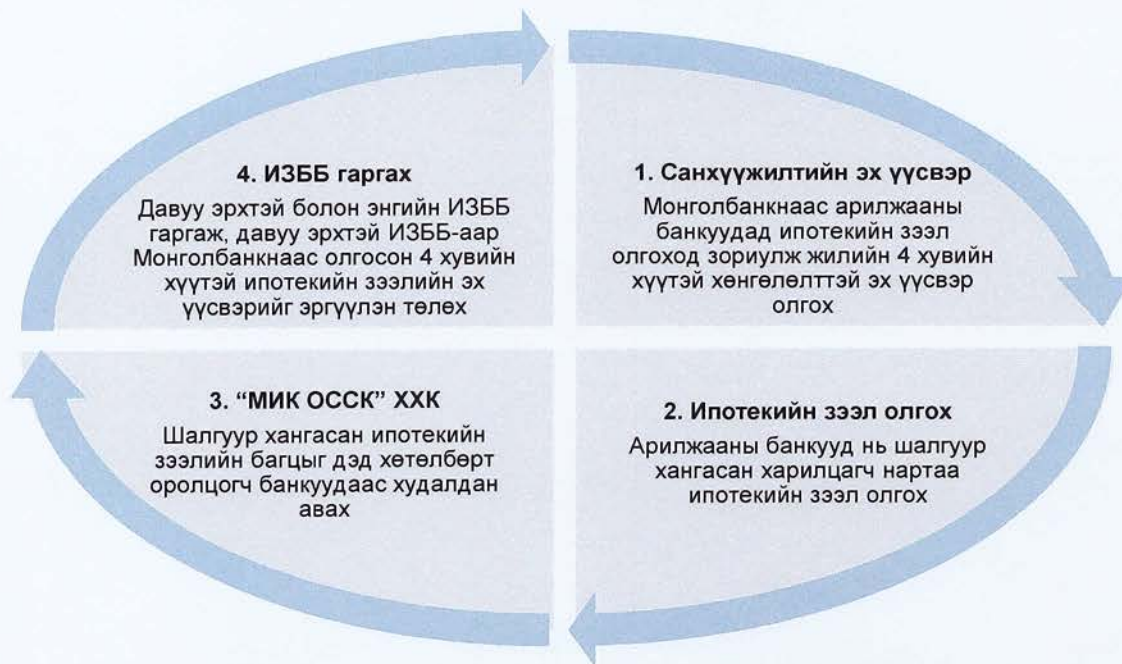 4. ИЗББ гаргах
Давуу эрхтэй болон энгийн ИЗББ
гаргаж, давуу эрхтэй ИЗББ-аар
Монголбанкнаас олгосон 4 хувийн
хүүтэй ипотекийн зээлийн эх
үүсвэрийг эргүүлэн төлөх
1. Санхүүжилтийн эх үүсвэр
Монголбанкнаас арилжааны
банкуудад ипотекийн зээл
олгоход зориулж жилийн 4 хувийн
хүүтэй хөнгөлөлттэй эх үүсвэр
олгох
3. “МИК ОССК” ХХК
Шалгуур хангасан ипотекийн
зээлийн багцыг дэд хөтөлбөрт
оролцогч банкуудаас худалдан
авах
2. Ипотекийн зээл олгох
Арилжааны банкууд нь шалгуур
хангасан харилцагч нартаа
ипотекийн зээл олгох